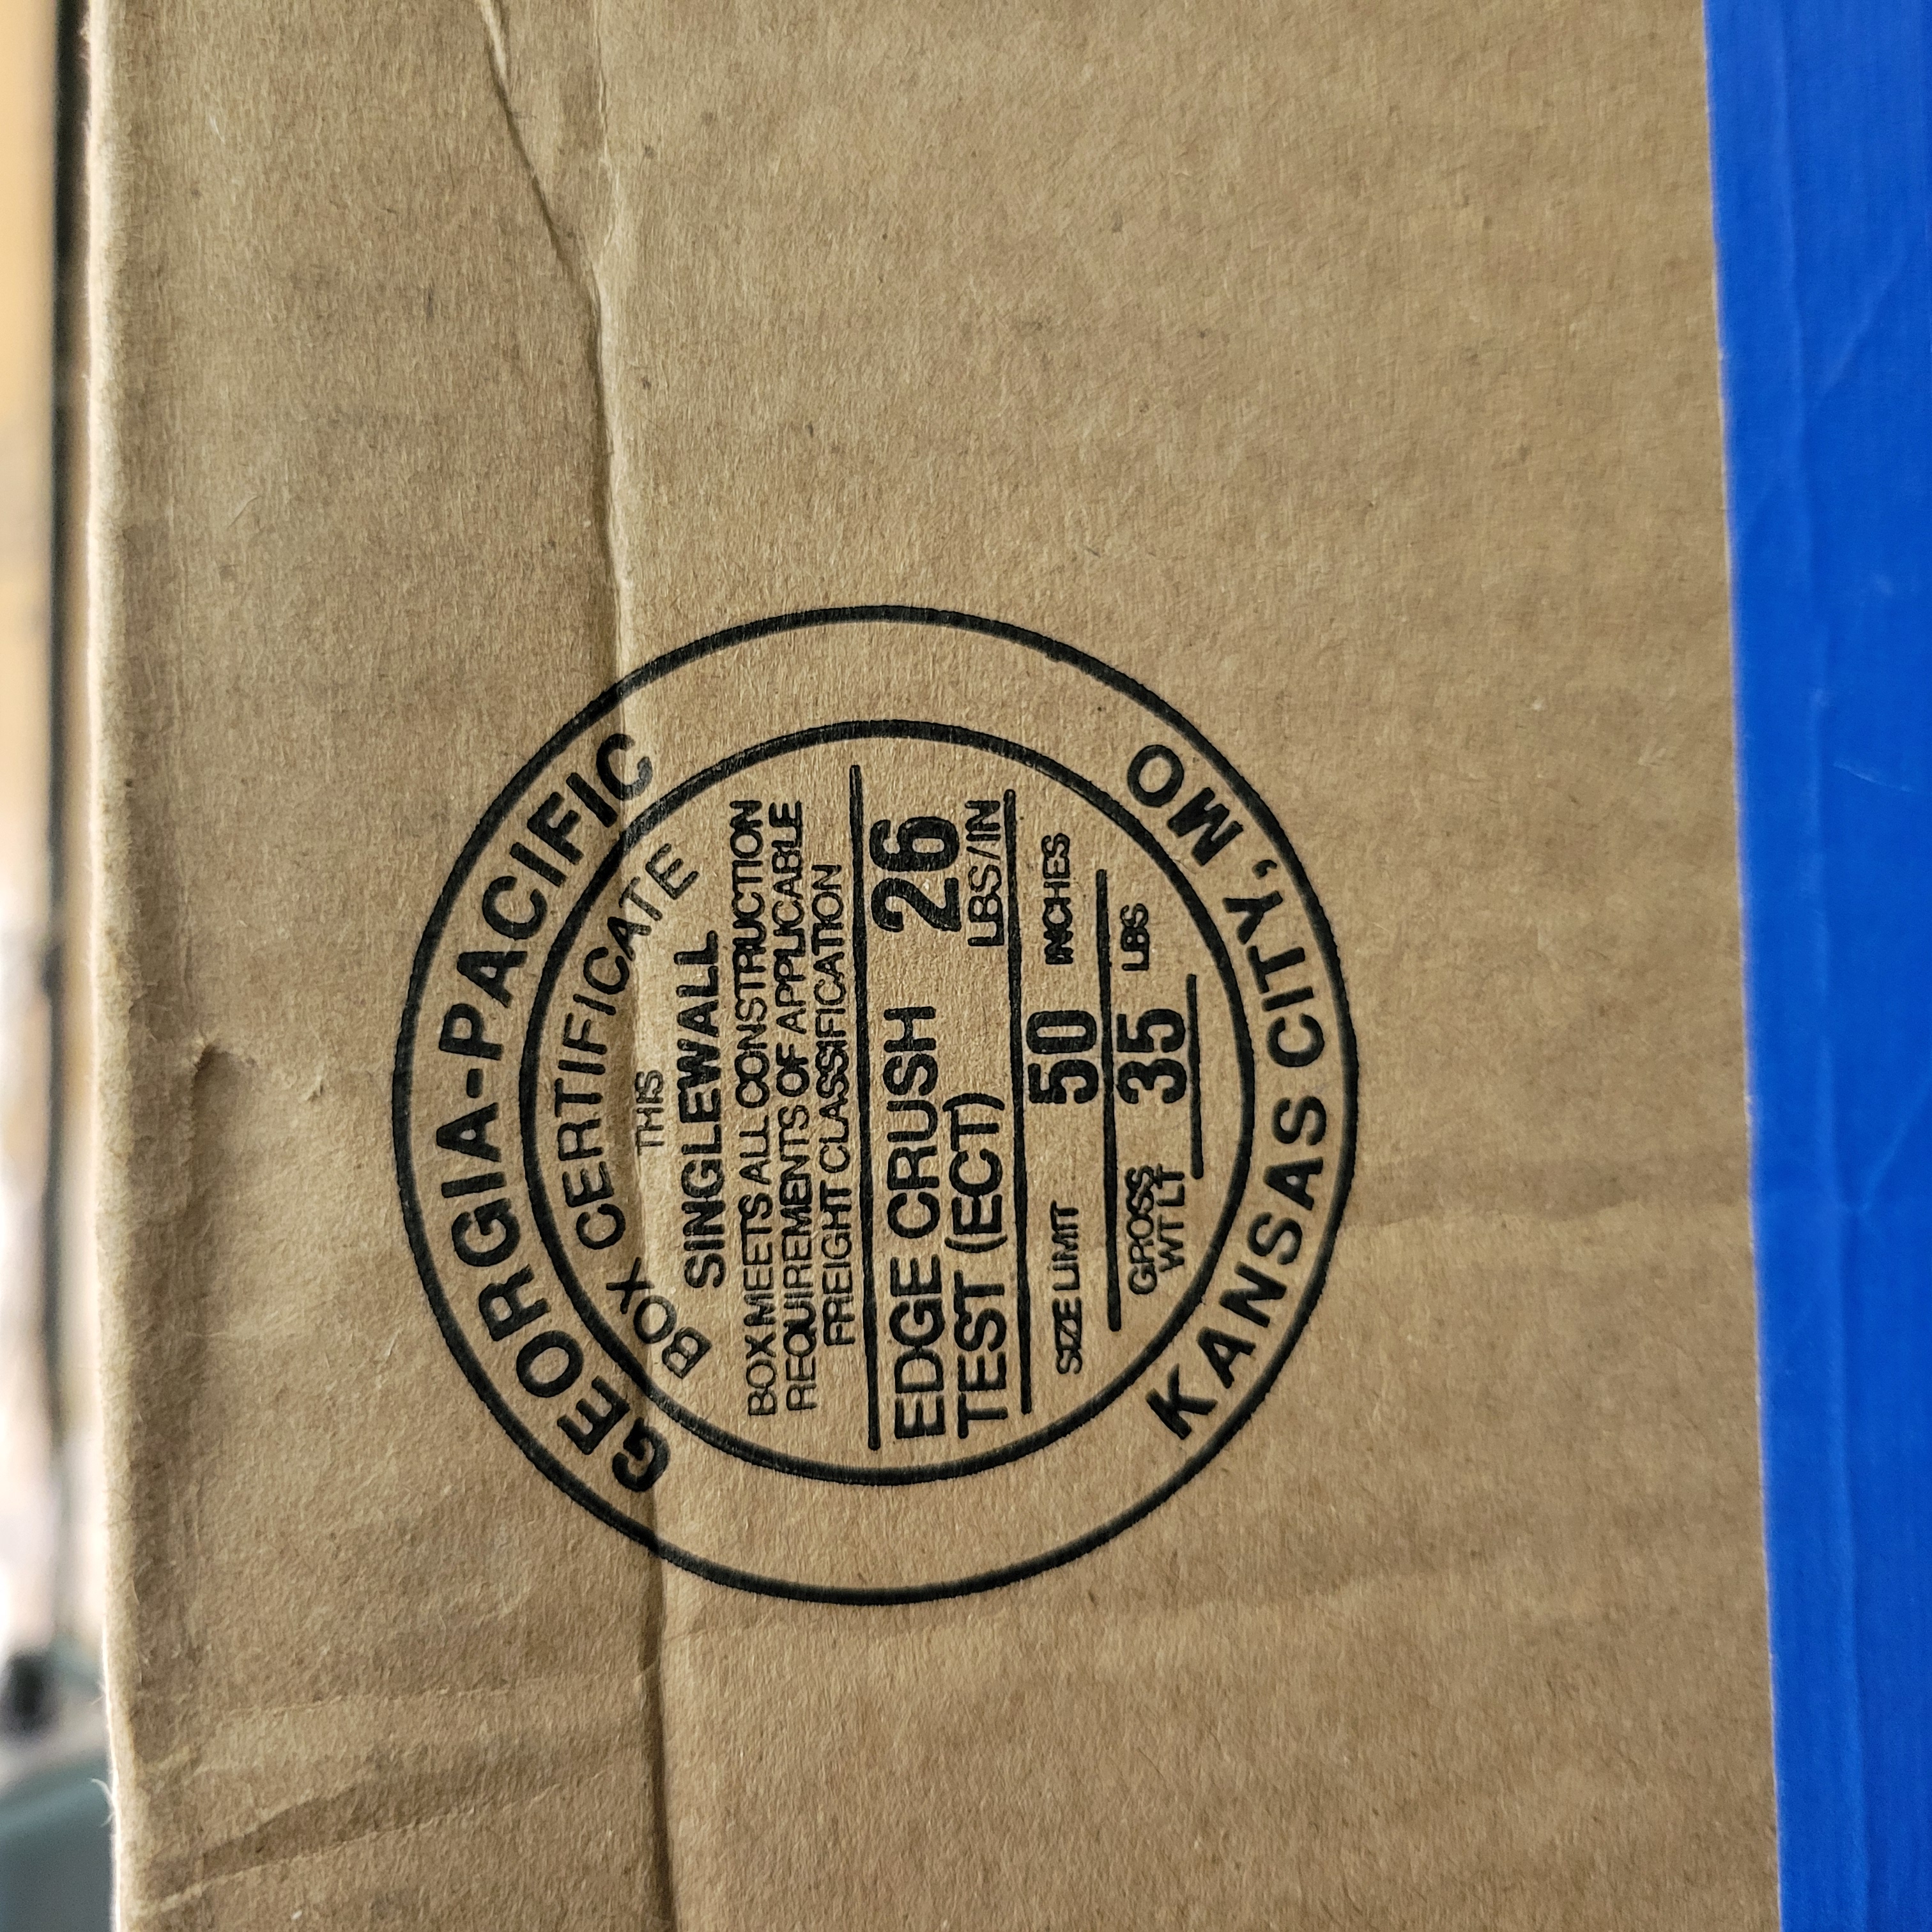 GEORGIA-PACIFIC
BOX CERTIFICATE
THIS
SINGLEWALL
BOX MEETS ALL CONSTRUCTION
REQUIREMENTS OF APPLICABLE
FREIGHT CLASSIFICATION
EDGE CRUSH 26
TEST (ECT) LBS/IN
SIZE LIMIT 50 INCHES
GROSS 35 LBS
WT LT
KANSAS CITY, MO